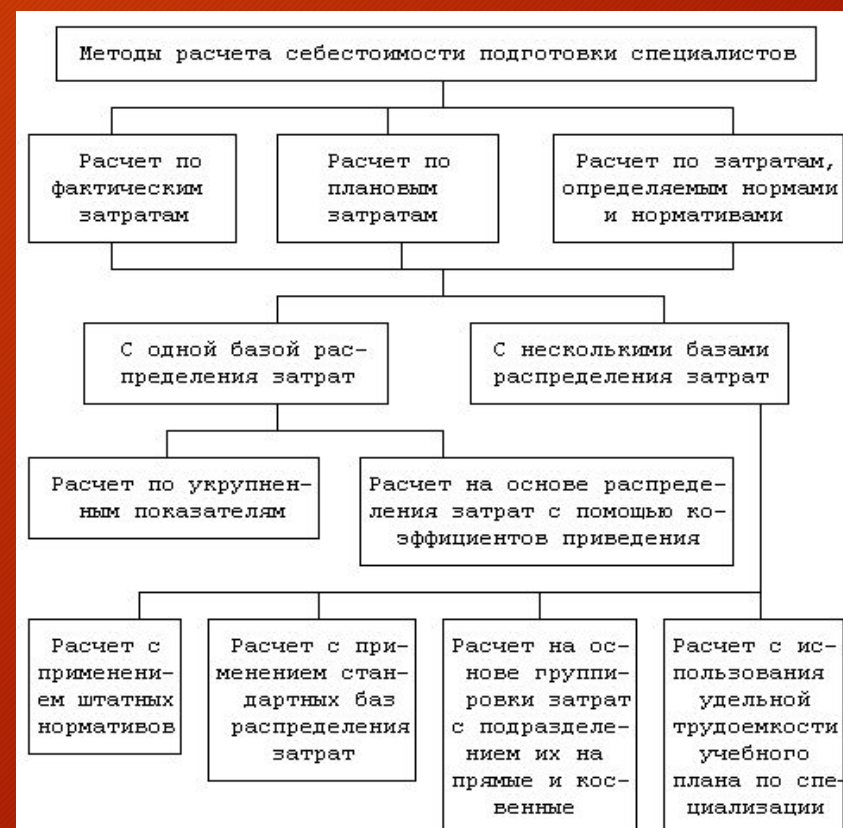 Методы расчета себестоимости подготовки специалистов
Расчет по
фактическим
затратам
Расчет по
плановым
затратам
Расчет по затратам,
определяемым нормами
и нормативами
С одной базой рас-
пределения затрат
С несколькими базами
распределения затрат
Расчет по укрупнен-
ным показателям
Расчет на основе распреде-
ления затрат с помощью ко-
эффициентов приведения
Расчет с
применени-
ем штатных
нормативов
Расчет с при-
менением стан-
дартных баз
распределения
затрат
Расчет на ос-
нове группи-
ровки затрат
с подразделе-
нием их на
прямые и кос-
венные
Расчет с ис-
пользования
удельной
трудоемкости
учебного
плана по спе-
циализации